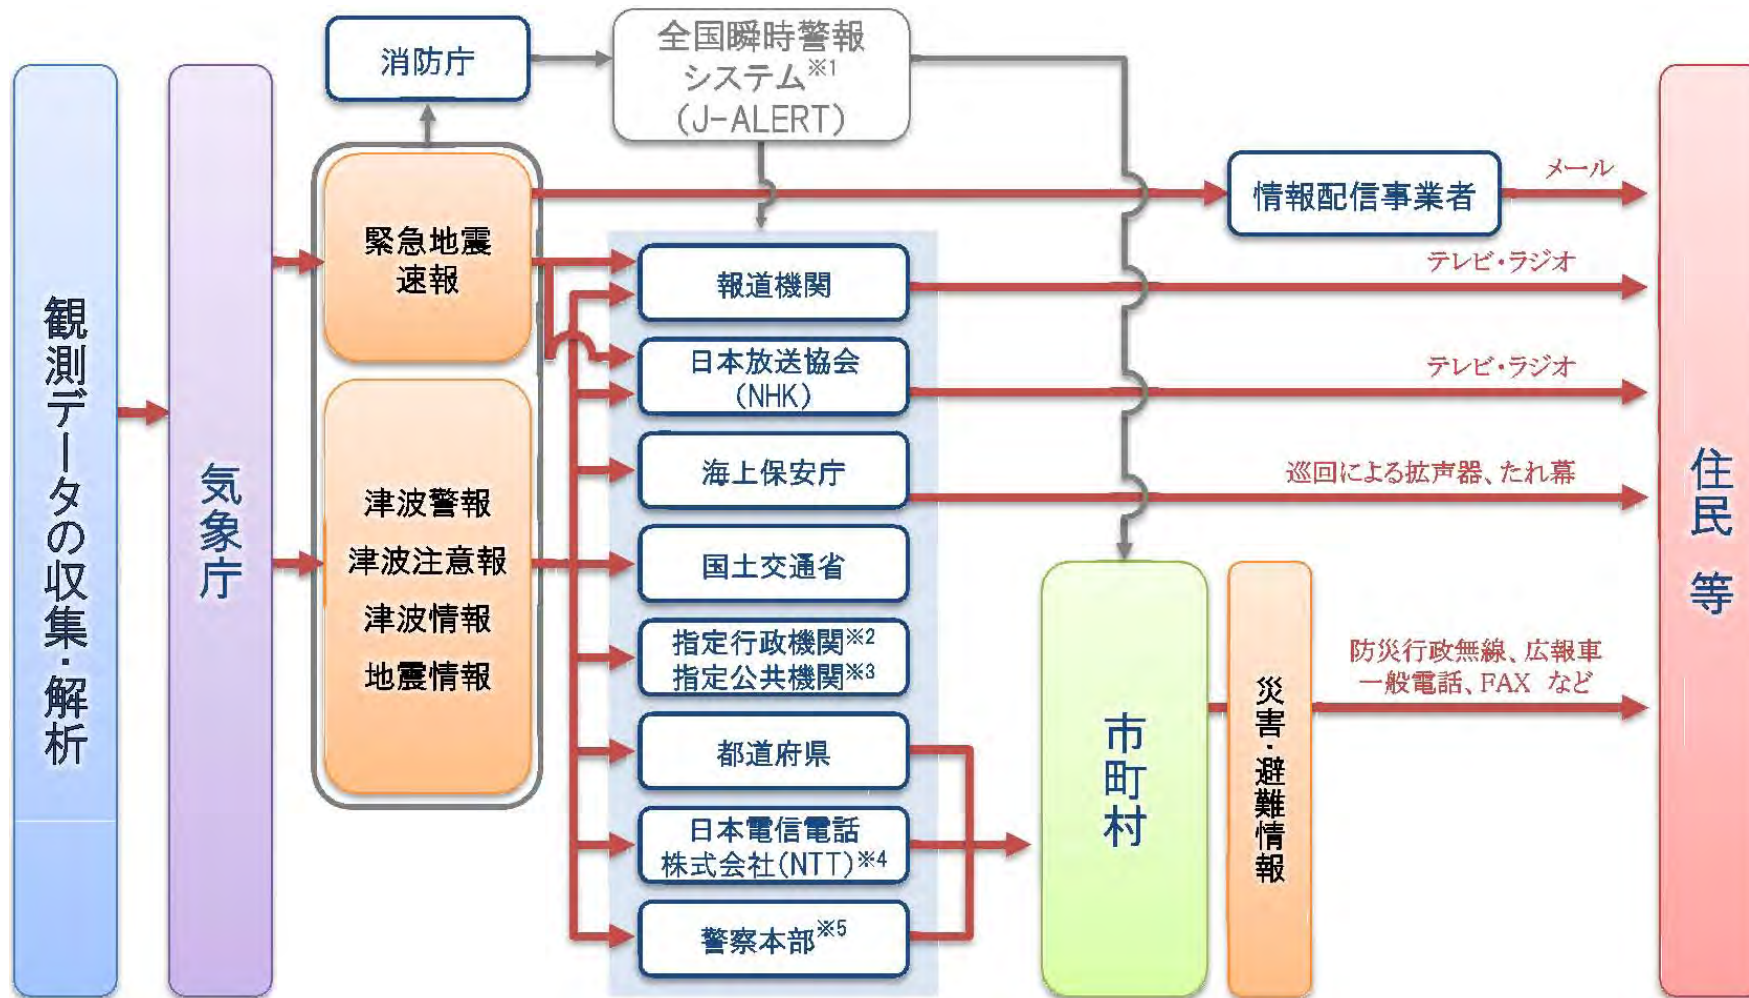 観測データの収集・解析
気象庁
消防庁
全国瞬時警報
システム※1
(J-ALERT)
緊急地震
速報
津波警報
津波注意報
津波情報
地震情報
情報配信事業者
メール
報道機関
テレビ・ラジオ
日本放送協会
(NHK)
テレビ・ラジオ
海上保安庁
巡回による拡声器、たれ幕
国土交通省
指定行政機関※2
指定公共機関※3
都道府県
日本電信電話
株式会社(NTT)※4
警察本部※5
市町村
災害・避難情報
防災行政無線、広報車
一般電話、FAX など
住民 等